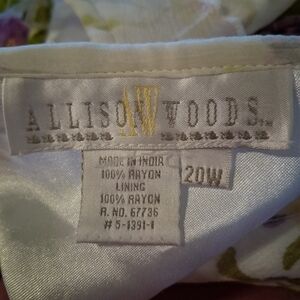 ALLISON WOODS
MADE IN INDIA
100% RAYON
LINING
100% RAYON
R. NO. 67736
# 5-1391-1
20W